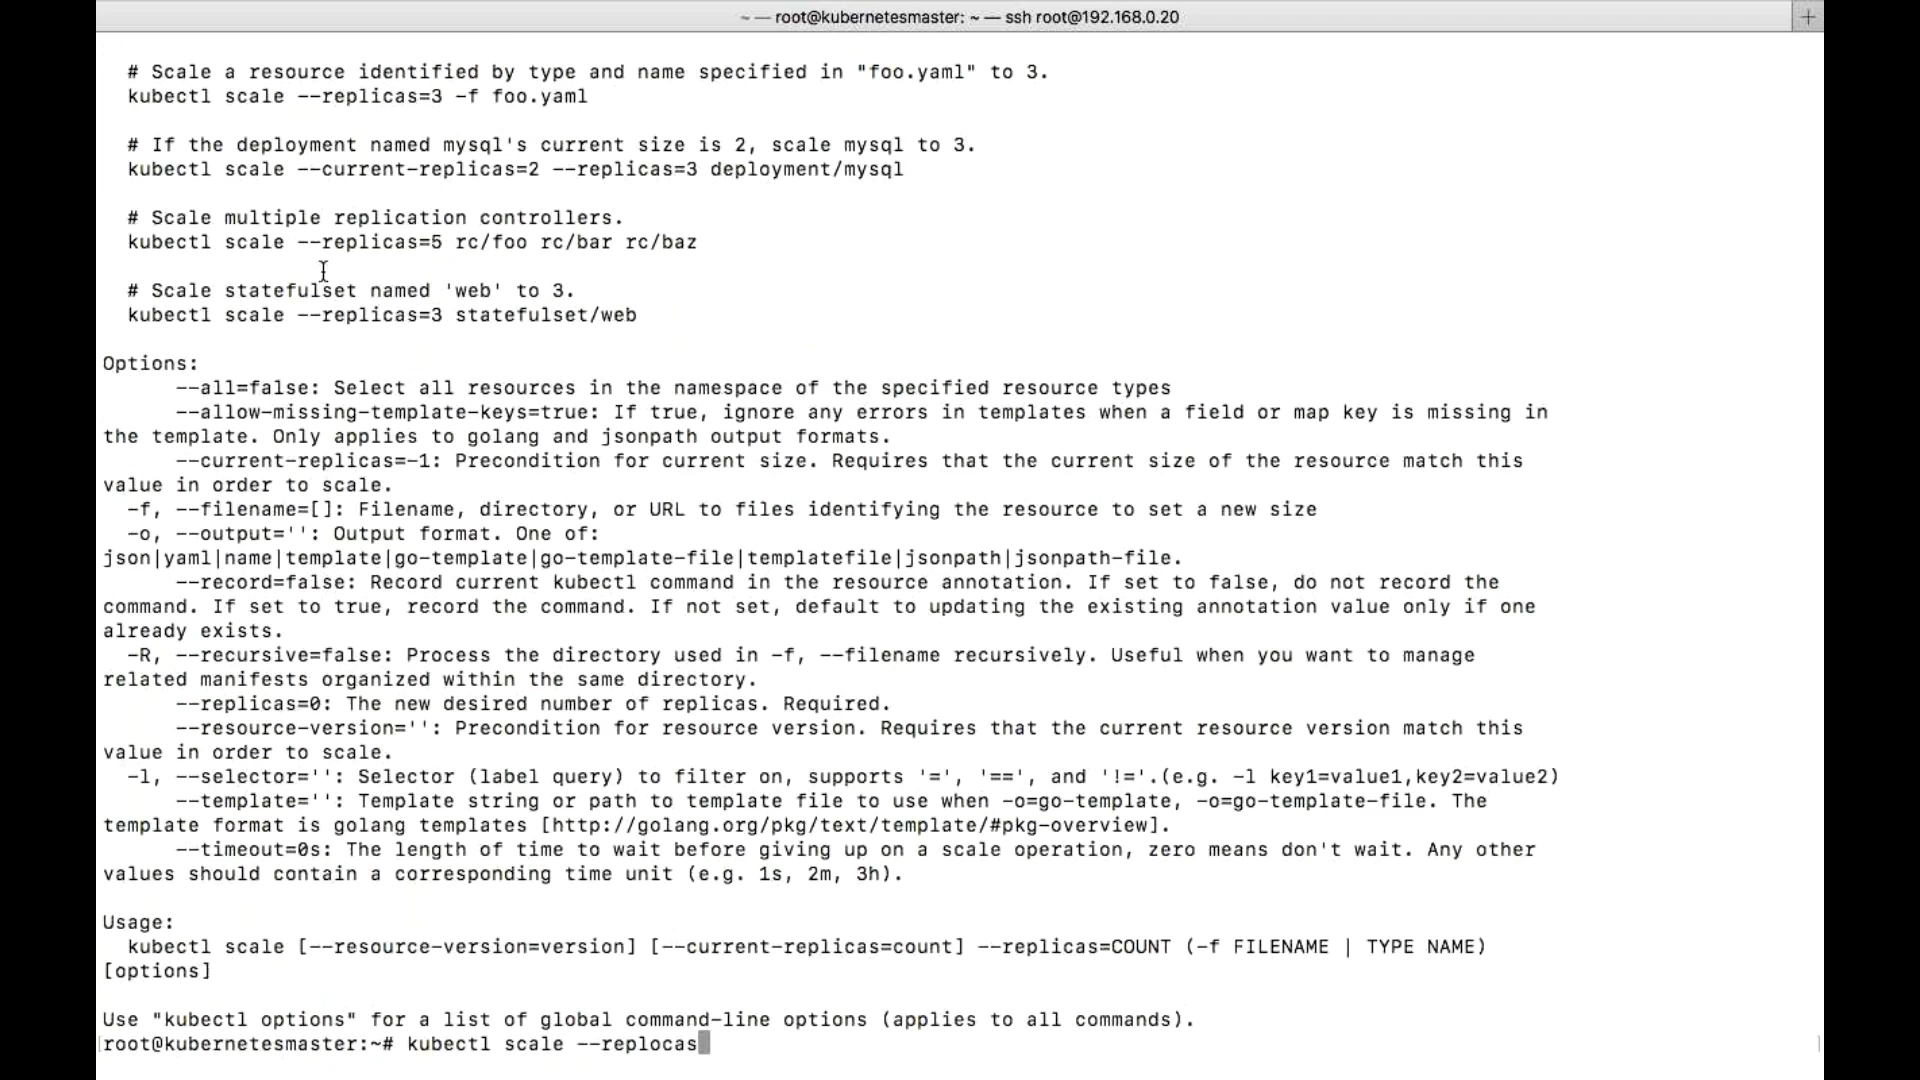 ~ — root@kubernetesmaster: ~ — ssh root@192.168.0.20
# Scale a resource identified by type and name specified in "foo.yaml" to 3.
kubectl scale --replicas=3 -f foo.yaml
# If the deployment named mysql's current size is 2, scale mysql to 3.
kubectl scale --current-replicas=2 --replicas=3 deployment/mysql
# Scale multiple replication controllers.
kubectl scale --replicas=5 rc/foo rc/bar rc/baz
# Scale statefulset named 'web' to 3.
kubectl scale --replicas=3 statefulset/web
Options:
--all=false: Select all resources in the namespace of the specified resource types
--allow-missing-template-keys=true: If true, ignore any errors in templates when a field or map key is missing in
the template. Only applies to golang and jsonpath output formats.
--current-replicas=-1: Precondition for current size. Requires that the current size of the resource match this
value in order to scale.
-f, --filename=[]: Filename, directory, or URL to files identifying the resource to set a new size
-o, --output='': Output format. One of:
json|yaml|name|template|go-template|go-template-file|templatefile|jsonpath|jsonpath-file.
--record=false: Record current kubectl command in the resource annotation. If set to false, do not record the
command. If set to true, record the command. If not set, default to updating the existing annotation value only if one
already exists.
-R, --recursive=false: Process the directory used in -f, --filename recursively. Useful when you want to manage
related manifests organized within the same directory.
--replicas=0: The new desired number of replicas. Required.
--resource-version='': Precondition for resource version. Requires that the current resource version match this
value in order to scale.
-l, --selector='': Selector (label query) to filter on, supports '=', '==', and '!='.(e.g. -l key1=value1,key2=value2)
--template='': Template string or path to template file to use when -o=go-template, -o=go-template-file. The
template format is golang templates [http://golang.org/pkg/text/template/#pkg-overview].
--timeout=0s: The length of time to wait before giving up on a scale operation, zero means don't wait. Any other
values should contain a corresponding time unit (e.g. 1s, 2m, 3h).
Usage:
kubectl scale [--resource-version=version] [--current-replicas=count] --replicas=COUNT (-f FILENAME | TYPE NAME)
[options]
Use "kubectl options" for a list of global command-line options (applies to all commands).
root@kubernetesmaster:~# kubectl scale --replocas